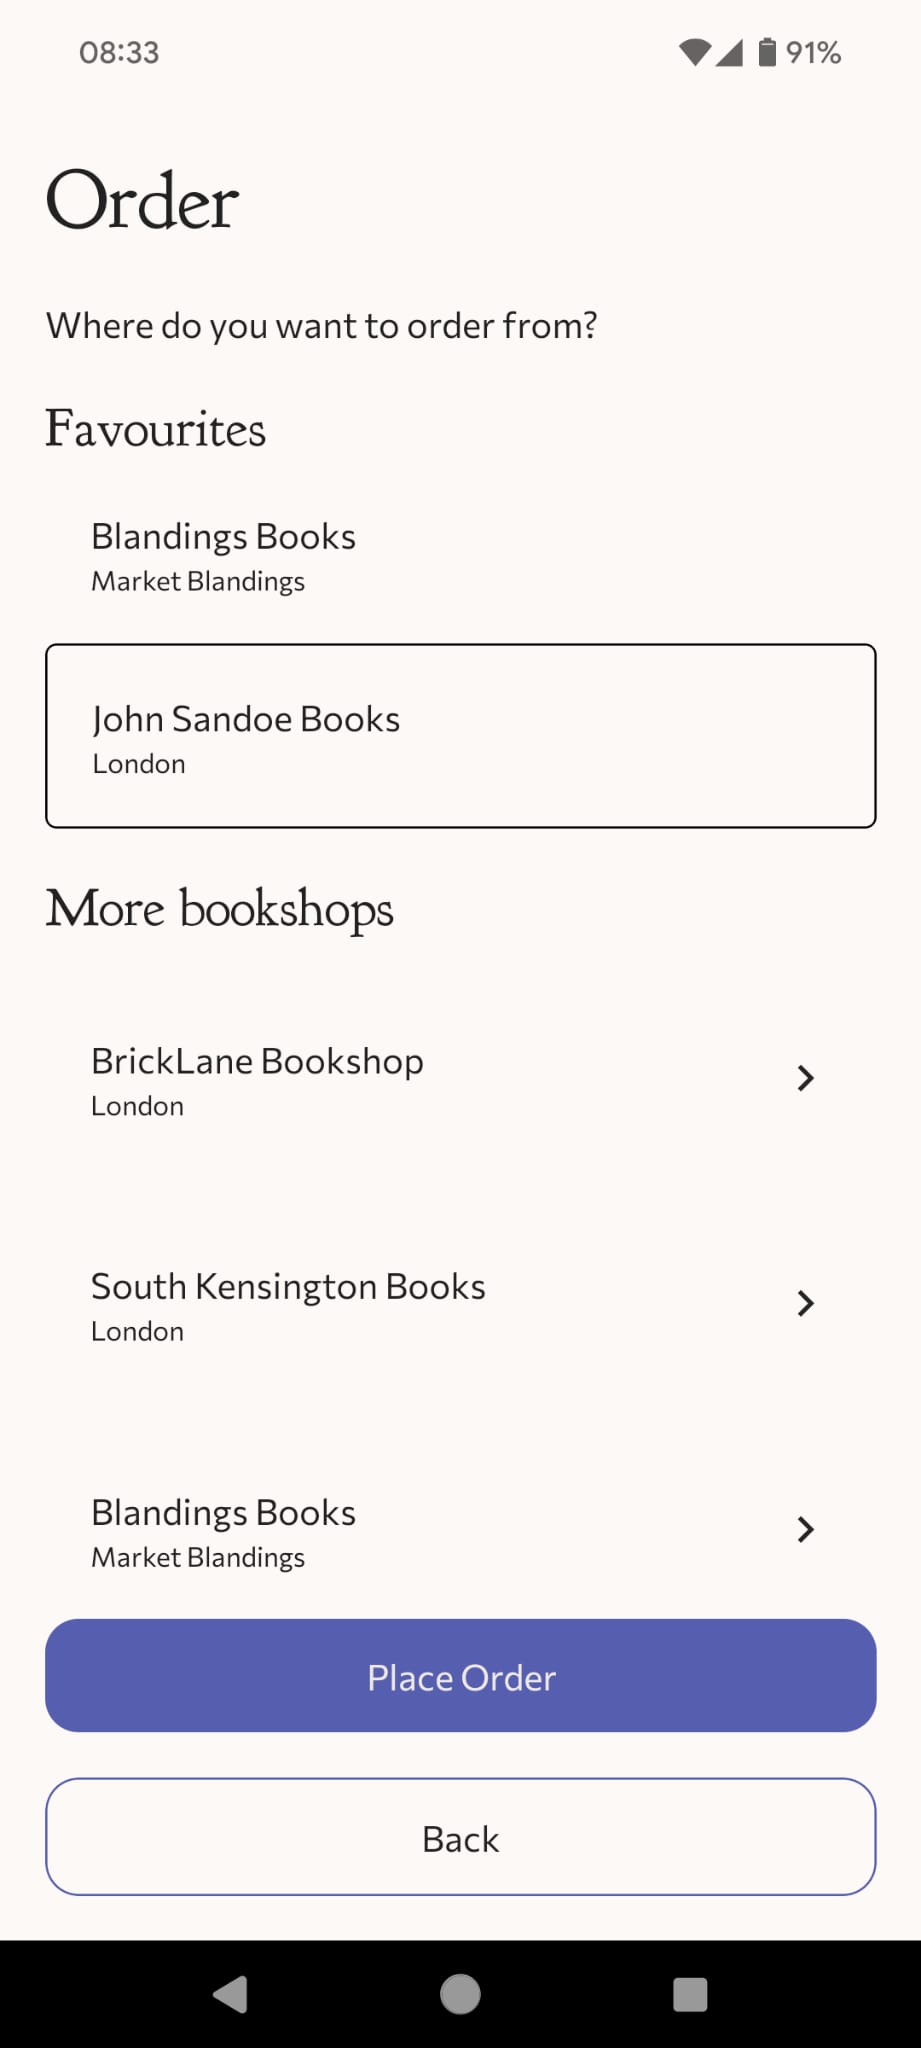 08:33
91%
Order
Where do you want to order from?
Favourites
Blandings Books
Market Blandings
John Sandoe Books
London
More bookshops
BrickLane Bookshop
London
South Kensington Books
London
Blandings Books
Market Blandings
Place Order
Back